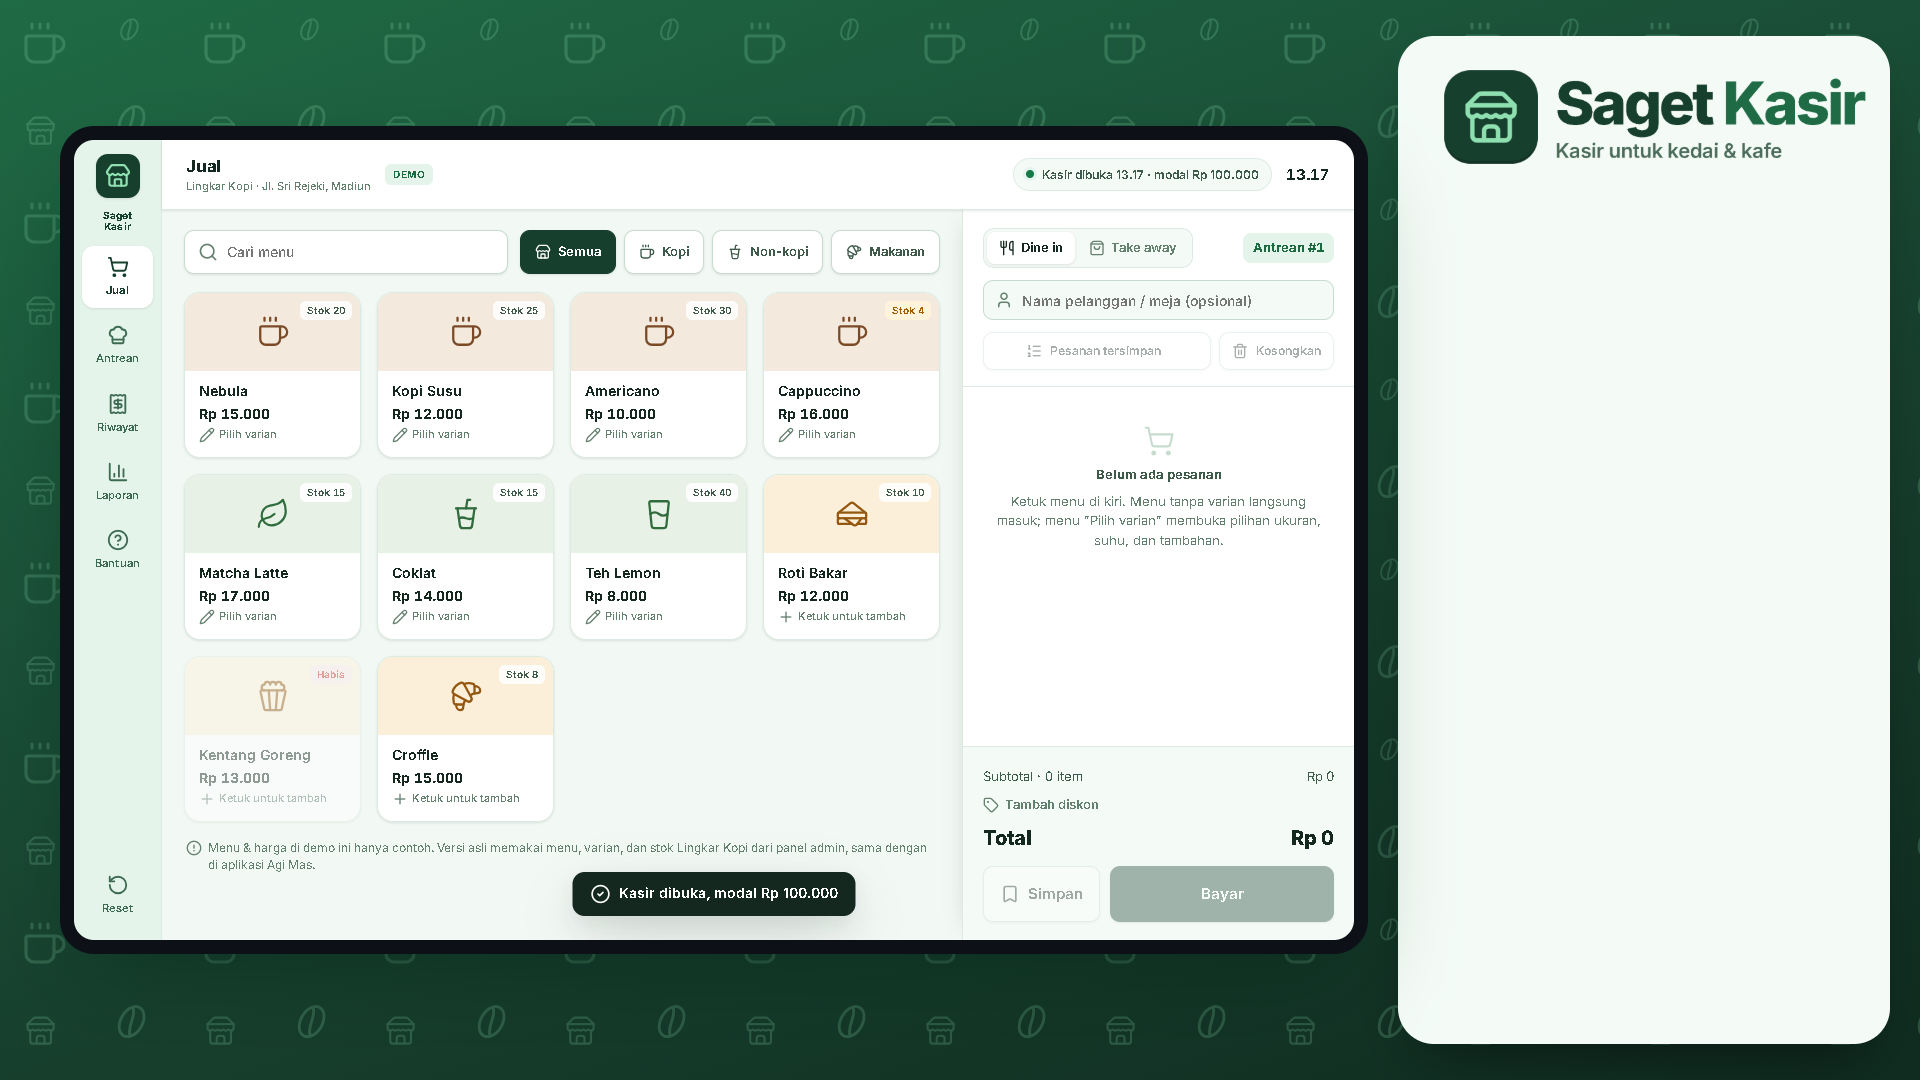 Saget Kasir
Kasir untuk kedai & kafe
Saget
Kasir
Jual
Antrean
Riwayat
Laporan
Bantuan
Reset
Jual
Lingkar Kopi · Jl. Sri Rejeki, Madiun
DEMO
Kasir dibuka 13.17 · modal Rp 100.000
13.17
Cari menu
Semua
Kopi
Non-kopi
Makanan
Stok 20
Nebula
Rp 15.000
Pilih varian
Stok 25
Kopi Susu
Rp 12.000
Pilih varian
Stok 30
Americano
Rp 10.000
Pilih varian
Stok 4
Cappuccino
Rp 16.000
Pilih varian
Stok 15
Matcha Latte
Rp 17.000
Pilih varian
Stok 15
Coklat
Rp 14.000
Pilih varian
Stok 40
Teh Lemon
Rp 8.000
Pilih varian
Stok 10
Roti Bakar
Rp 12.000
Ketuk untuk tambah
Habis
Kentang Goreng
Rp 13.000
Ketuk untuk tambah
Stok 8
Croffle
Rp 15.000
Ketuk untuk tambah
Menu & harga di demo ini hanya contoh. Versi asli memakai menu, varian, dan stok Lingkar Kopi dari panel admin, sama dengan
di aplikasi Agi Mas.
Kasir dibuka, modal Rp 100.000
Dine in
Take away
Antrean #1
Nama pelanggan / meja (opsional)
Pesanan tersimpan
Kosongkan
Belum ada pesanan
Ketuk menu di kiri. Menu tanpa varian langsung
masuk; menu "Pilih varian" membuka pilihan ukuran,
suhu, dan tambahan.
Subtotal · 0 item
Rp 0
Tambah diskon
Total
Rp 0
Simpan
Bayar